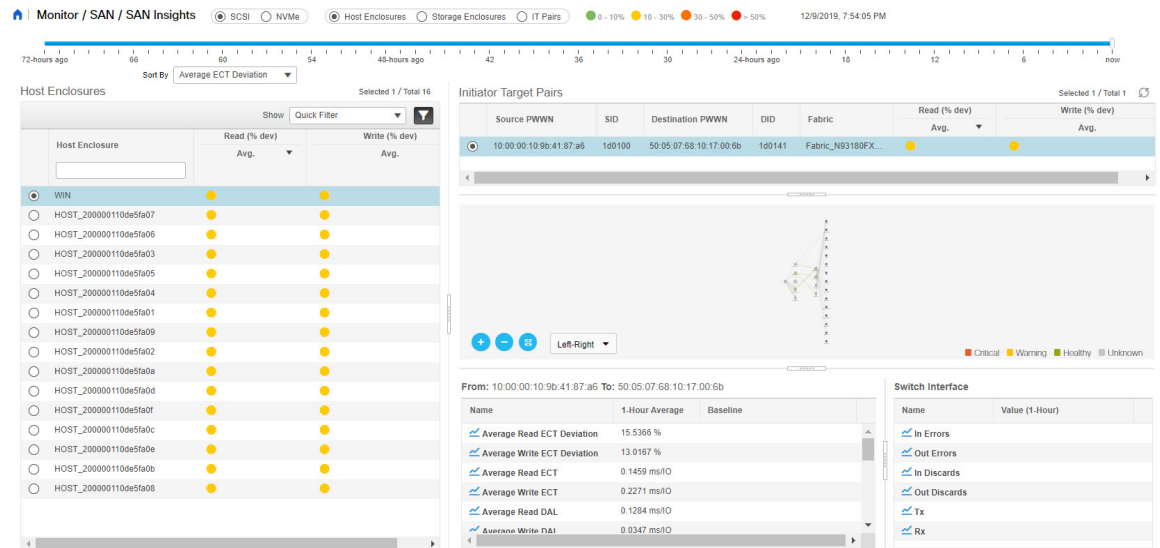 Monitor / SAN / SAN Insights SCSI NVMe Host Enclosures Storage Enclosures IT Pairs 0 - 10% 10 - 30% 30 - 50% > 50% 12/9/2019, 7:54:05 PM
72-hours ago 66 60 54 48-hours ago 42 36 30 24-hours ago 18 12 6 now
Sort By Average ECT Deviation
Host Enclosures Selected 1 / Total 16
Show Quick Filter
Host Enclosure Read (% dev) Write (% dev)
Avg. Avg.
WIN
HOST_200000110de5fa07
HOST_200000110de5fa06
HOST_200000110de5fa03
HOST_200000110de5fa05
HOST_200000110de5fa04
HOST_200000110de5fa01
HOST_200000110de5fa09
HOST_200000110de5fa02
HOST_200000110de5fa0a
HOST_200000110de5fa0d
HOST_200000110de5fa0f
HOST_200000110de5fa0c
HOST_200000110de5fa0e
HOST_200000110de5fa0b
HOST_200000110de5fa08
Initiator Target Pairs Selected 1 / Total 1
Source PWWN SID Destination PWWN DID Fabric Read (% dev) Write (% dev)
Avg. Avg.
10:00:00:10:9b:41:87:a6 1d0100 50:05:07:68:10:17:00:6b 1d0141 Fabric_N93180FX...
Left-Right
Critical Warning Healthy Unknown
From: 10:00:00:10:9b:41:87:a6 To: 50:05:07:68:10:17:00:6b
Name 1-Hour Average Baseline
Average Read ECT Deviation 15.5366 %
Average Write ECT Deviation 13.0167 %
Average Read ECT 0.1459 ms/IO
Average Write ECT 0.2271 ms/IO
Average Read DAL 0.1284 ms/IO
Average Write DAL 0.0347 ms/IO
Switch Interface
Name Value (1-Hour)
In Errors
Out Errors
In Discards
Out Discards
Tx
Rx